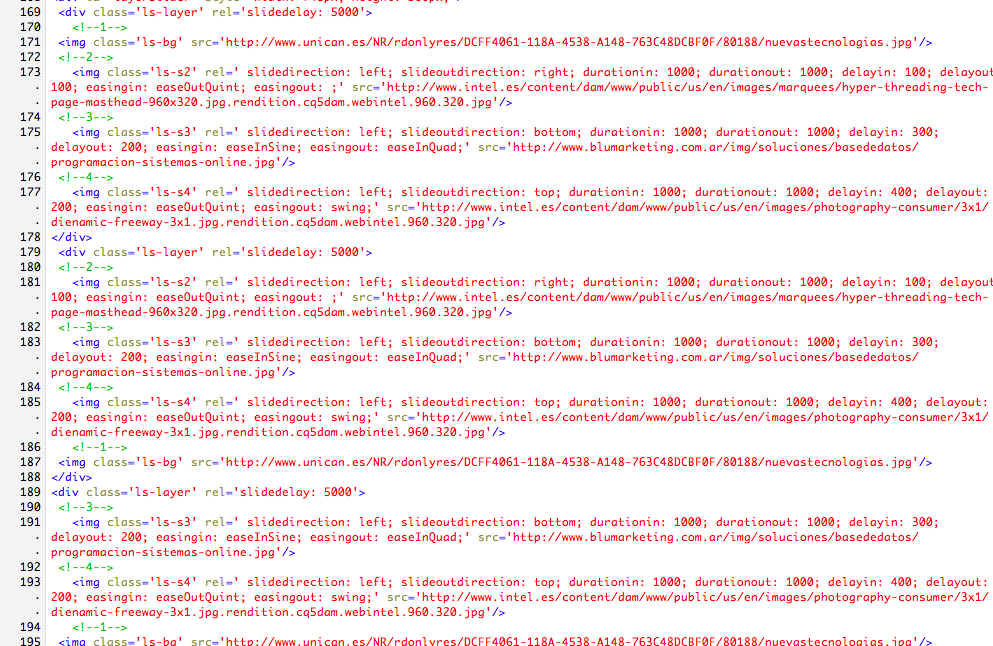 169 <div class='ls-layer' rel='slidedelay: 5000'>
170 <!--1-->
171 <img class='ls-bg' src='http://www.unican.es/NR/rdonlyres/DCFF4061-118A-4538-A148-763C48DCBF0F/80188/nuevastecnologias.jpg'/>
172 <!--2-->
173 <img class='ls-s2' rel=' slidedirection: left; slideoutdirection: right; durationin: 1000; durationout: 1000; delayin: 100; delayout
· 100; easingin: easeOutQuint; easingout: ;' src='http://www.intel.es/content/dam/www/public/us/en/images/marquees/hyper-threading-tech-
· page-masthead-960x320.jpg.rendition.cq5dam.webintel.960.320.jpg'/>
174 <!--3-->
175 <img class='ls-s3' rel=' slidedirection: left; slideoutdirection: bottom; durationin: 1000; durationout: 1000; delayin: 300;
· delayout: 200; easingin: easeInSine; easingout: easeInQuad;' src='http://www.blumarketing.com.ar/img/soluciones/basededatos/
· programacion-sistemas-online.jpg'/>
176 <!--4-->
177 <img class='ls-s4' rel=' slidedirection: left; slideoutdirection: top; durationin: 1000; durationout: 1000; delayin: 400; delayout:
· 200; easingin: easeOutQuint; easingout: swing;' src='http://www.intel.es/content/dam/www/public/us/en/images/photography-consumer/3x1/
· dienamic-freeway-3x1.jpg.rendition.cq5dam.webintel.960.320.jpg'/>
178 </div>
179 <div class='ls-layer' rel='slidedelay: 5000'>
180 <!--2-->
181 <img class='ls-s2' rel=' slidedirection: left; slideoutdirection: right; durationin: 1000; durationout: 1000; delayin: 100; delayout
· 100; easingin: easeOutQuint; easingout: ;' src='http://www.intel.es/content/dam/www/public/us/en/images/marquees/hyper-threading-tech-
· page-masthead-960x320.jpg.rendition.cq5dam.webintel.960.320.jpg'/>
182 <!--3-->
183 <img class='ls-s3' rel=' slidedirection: left; slideoutdirection: bottom; durationin: 1000; durationout: 1000; delayin: 300;
· delayout: 200; easingin: easeInSine; easingout: easeInQuad;' src='http://www.blumarketing.com.ar/img/soluciones/basededatos/
· programacion-sistemas-online.jpg'/>
184 <!--4-->
185 <img class='ls-s4' rel=' slidedirection: left; slideoutdirection: top; durationin: 1000; durationout: 1000; delayin: 400; delayout:
· 200; easingin: easeOutQuint; easingout: swing;' src='http://www.intel.es/content/dam/www/public/us/en/images/photography-consumer/3x1/
· dienamic-freeway-3x1.jpg.rendition.cq5dam.webintel.960.320.jpg'/>
186 <!--1-->
187 <img class='ls-bg' src='http://www.unican.es/NR/rdonlyres/DCFF4061-118A-4538-A148-763C48DCBF0F/80188/nuevastecnologias.jpg'/>
188 </div>
189 <div class='ls-layer' rel='slidedelay: 5000'>
190 <!--3-->
191 <img class='ls-s3' rel=' slidedirection: left; slideoutdirection: bottom; durationin: 1000; durationout: 1000; delayin: 300;
· delayout: 200; easingin: easeInSine; easingout: easeInQuad;' src='http://www.blumarketing.com.ar/img/soluciones/basededatos/
· programacion-sistemas-online.jpg'/>
192 <!--4-->
193 <img class='ls-s4' rel=' slidedirection: left; slideoutdirection: top; durationin: 1000; durationout: 1000; delayin: 400; delayout:
· 200; easingin: easeOutQuint; easingout: swing;' src='http://www.intel.es/content/dam/www/public/us/en/images/photography-consumer/3x1/
· dienamic-freeway-3x1.jpg.rendition.cq5dam.webintel.960.320.jpg'/>
194 <!--1-->
195 <img class='ls-bg' src='http://www.unican.es/NR/rdonlyres/DCFF4061-118A-4538-A148-763C48DCBF0F/80188/nuevastecnologias.jpg'/>